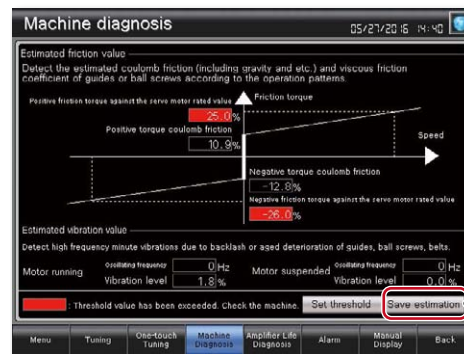 Machine diagnosis
05/27/2016 14:40
Estimated friction value
Detect the estimated coulomb friction (including gravity and etc.) and viscous friction
coefficient of guides or ball screws according to the operation patterns.
Positive friction torque against the servo motor rated value
25.0%
Friction torque
Positive torque coulomb friction
10.9%
Speed
Negative torque coulomb friction
-12.8%
Negative friction torque against the servo motor rated value
-26.0%
Estimated vibration value
Detect high frequency minute vibrations due to backlash or aged deterioration of guides, ball screws, belts.
Motor running
Oscillating frequency 0 Hz
Vibration level 1.8 %
Motor suspended
Oscillating frequency 0 Hz
Vibration level 0.0 %
: Threshold value has been exceeded. Check the machine.
Set threshold
Save estimation
Menu
Tuning
One-touch
Tuning
Machine
Diagnosis
Amplifier Life
Diagnosis
Alarm
Manual
Display
Back